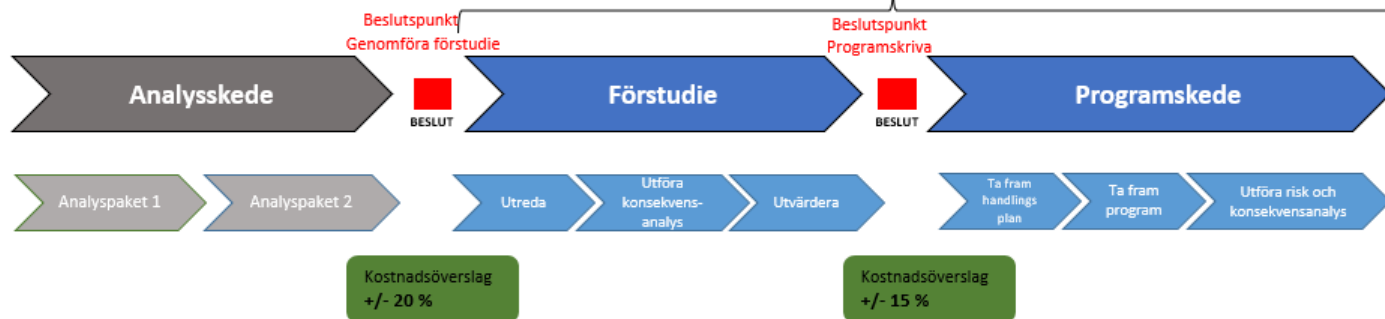 Beslutspunkt
Genomföra förstudie
Beslutspunkt
Programskriva
Analysskede
BESLUT
Förstudie
BESLUT
Programskede
Analyspaket 1
Analyspaket 2
Utreda
Utföra
konsekvens-
analys
Utvärdera
Ta fram
handlings
plan
Ta fram
program
Utföra risk och
konsekvensanalys
Kostnadsöverslag
+/- 20 %
Kostnadsöverslag
+/- 15 %